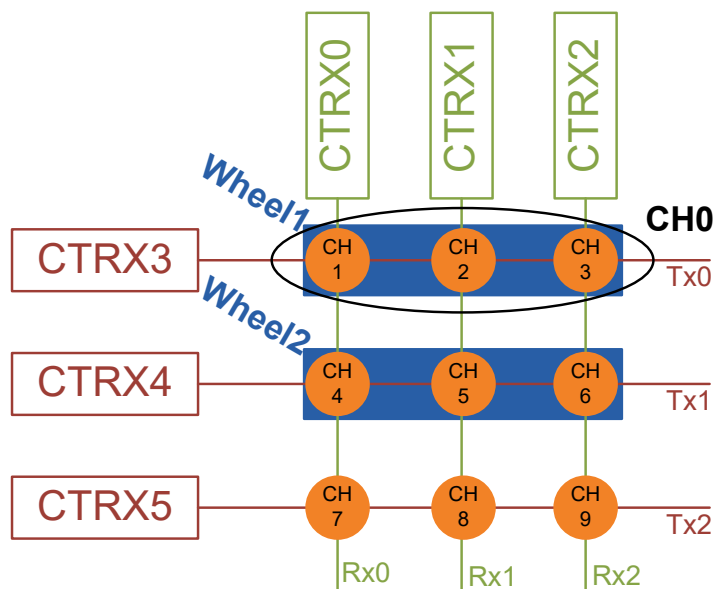 CTRX0
CTRX1
CTRX2
Wheel1
CH0
CTRX3
CH
1
CH
2
CH
3
Tx0
Wheel2
CTRX4
CH
4
CH
5
CH
6
Tx1
CTRX5
CH
7
CH
8
CH
9
Tx2
Rx0
Rx1
Rx2